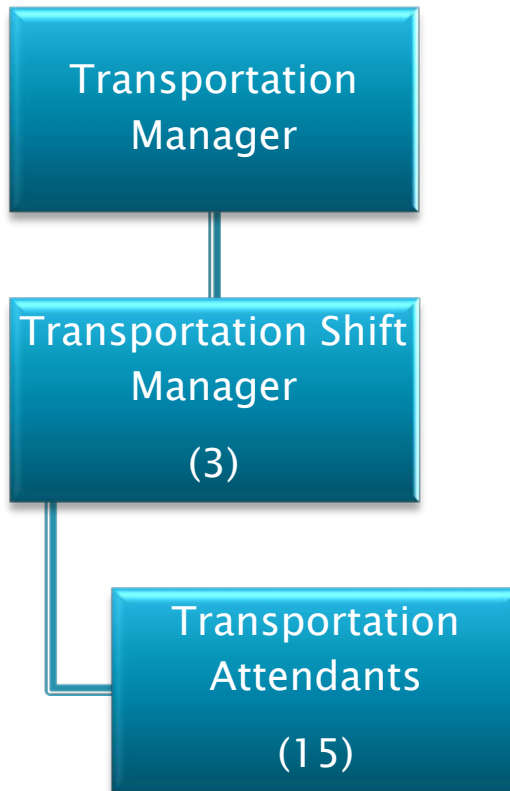 Transportation
Manager
Transportation Shift
Manager
(3)
Transportation
Attendants
(15)